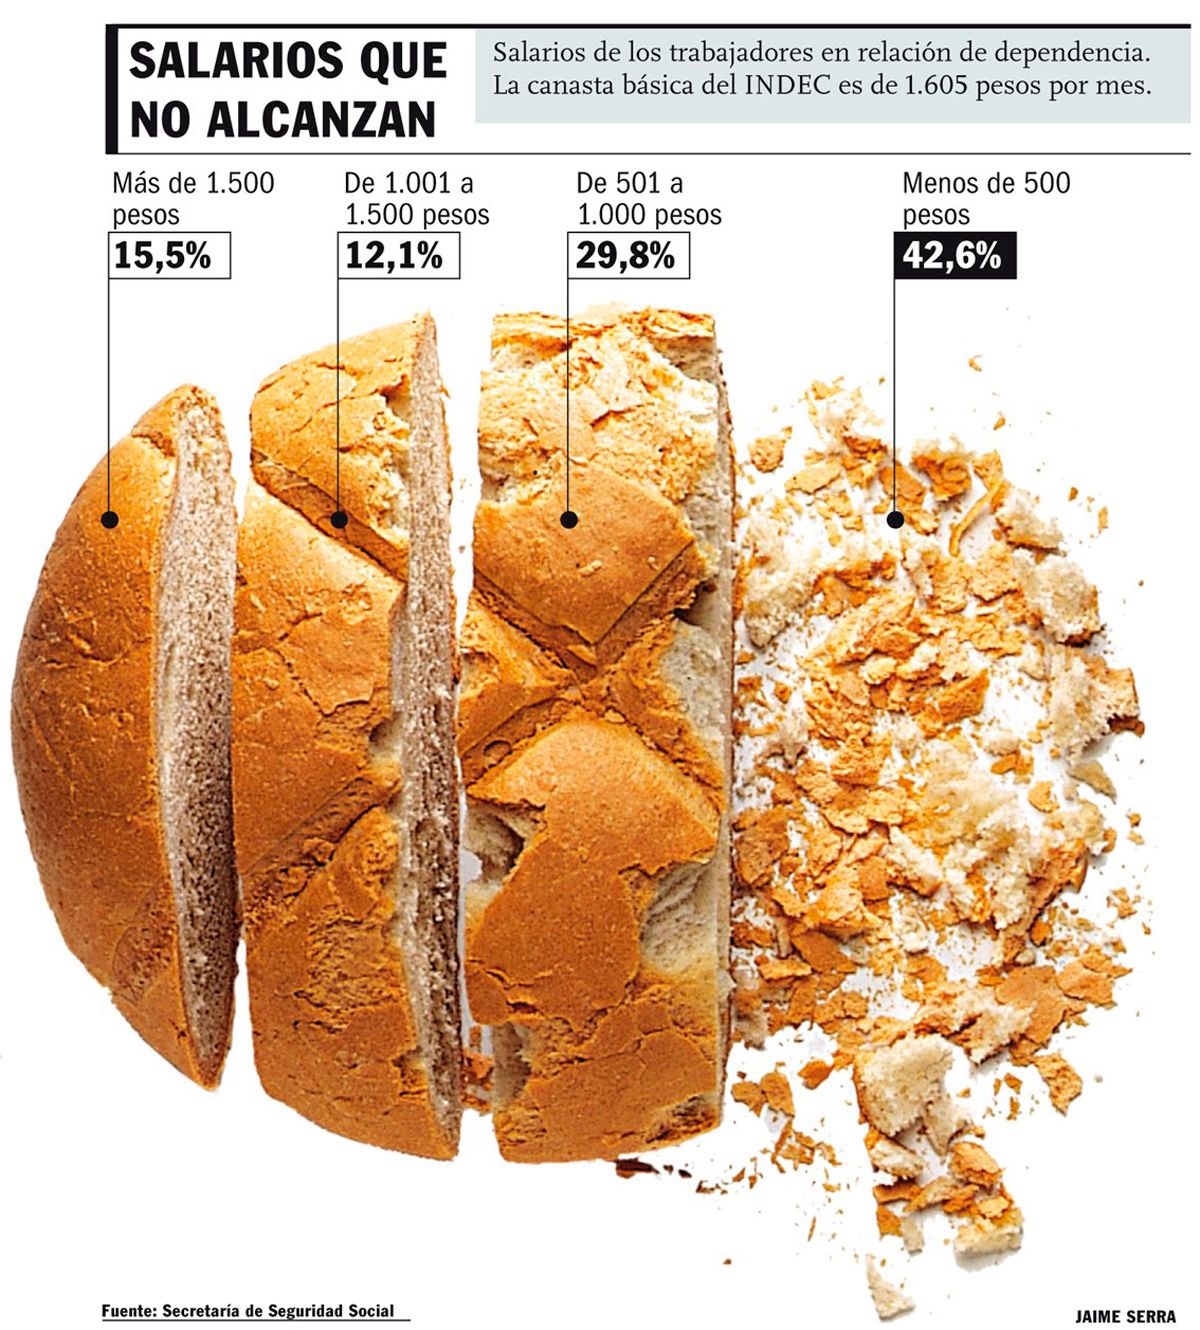 SALARIOS QUE
NO ALCANZAN
Salarios de los trabajadores en relación de dependencia.
La canasta básica del INDEC es de 1.605 pesos por mes.
Más de 1.500
pesos
15,5%
De 1.001 a
1.500 pesos
12,1%
De 501 a
1.000 pesos
29,8%
Menos de 500
pesos
42,6%
Fuente: Secretaría de Seguridad Social
JAIME SERRA